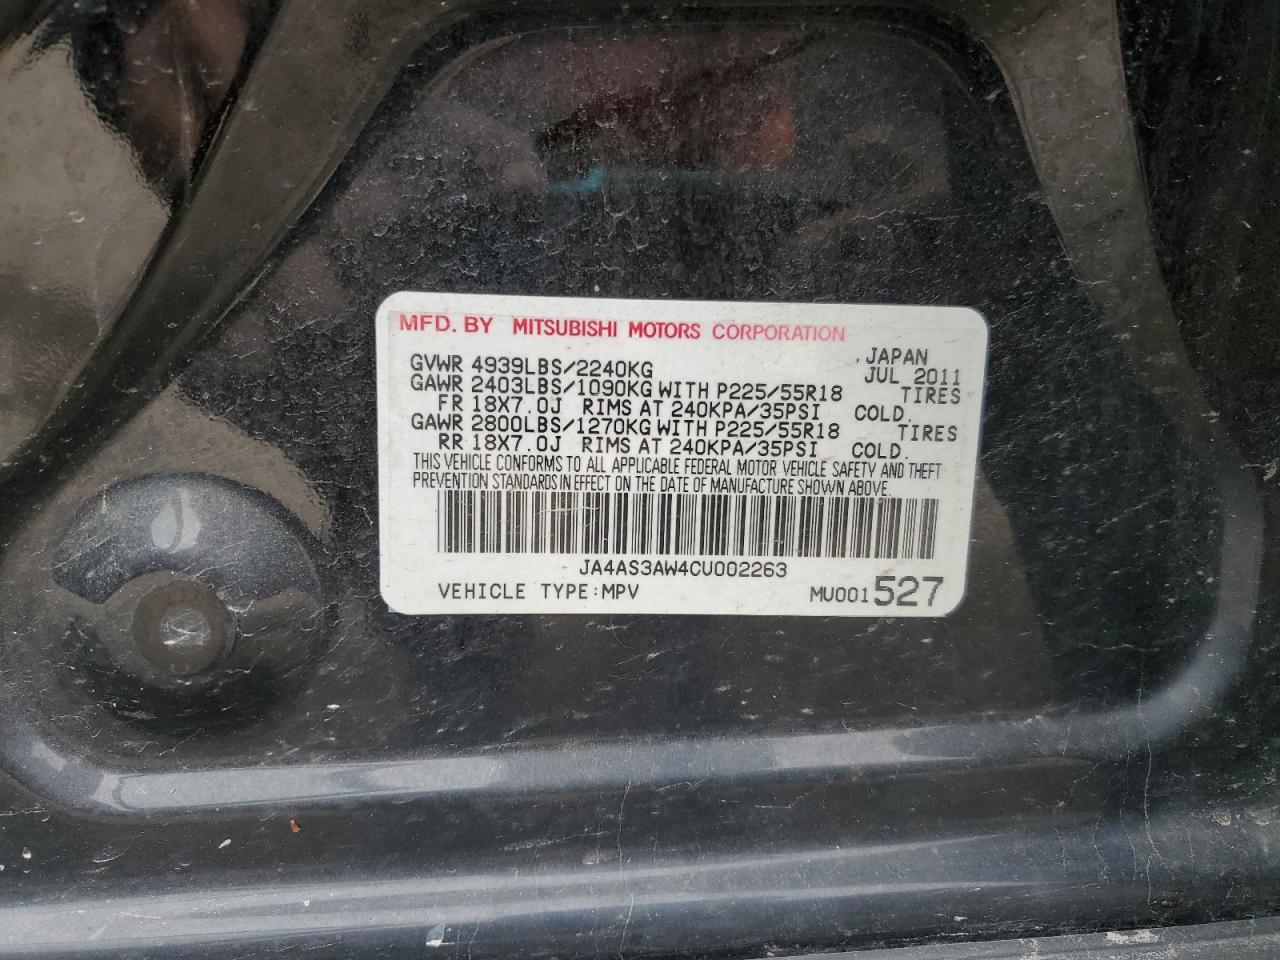 MFD. BY MITSUBISHI MOTORS CORPORATION
. JAPAN
GVWR 4939LBS/2240KG JUL 2011
GAWR 2403LBS/1090KG WITH P225/55R18 TIRES
FR 18X7.0J RIMS AT 240KPA/35PSI COLD.
GAWR 2800LBS/1270KG WITH P225/55R18 TIRES
RR 18X7.0J RIMS AT 240KPA/35PSI COLD.
THIS VEHICLE CONFORMS TO ALL APPLICABLE FEDERAL MOTOR VEHICLE SAFETY AND THEFT
PREVENTION STANDARDS IN EFFECT ON THE DATE OF MANUFACTURE SHOWN ABOVE.
JA4AS3AW4CU002263
VEHICLE TYPE:MPV MU001527